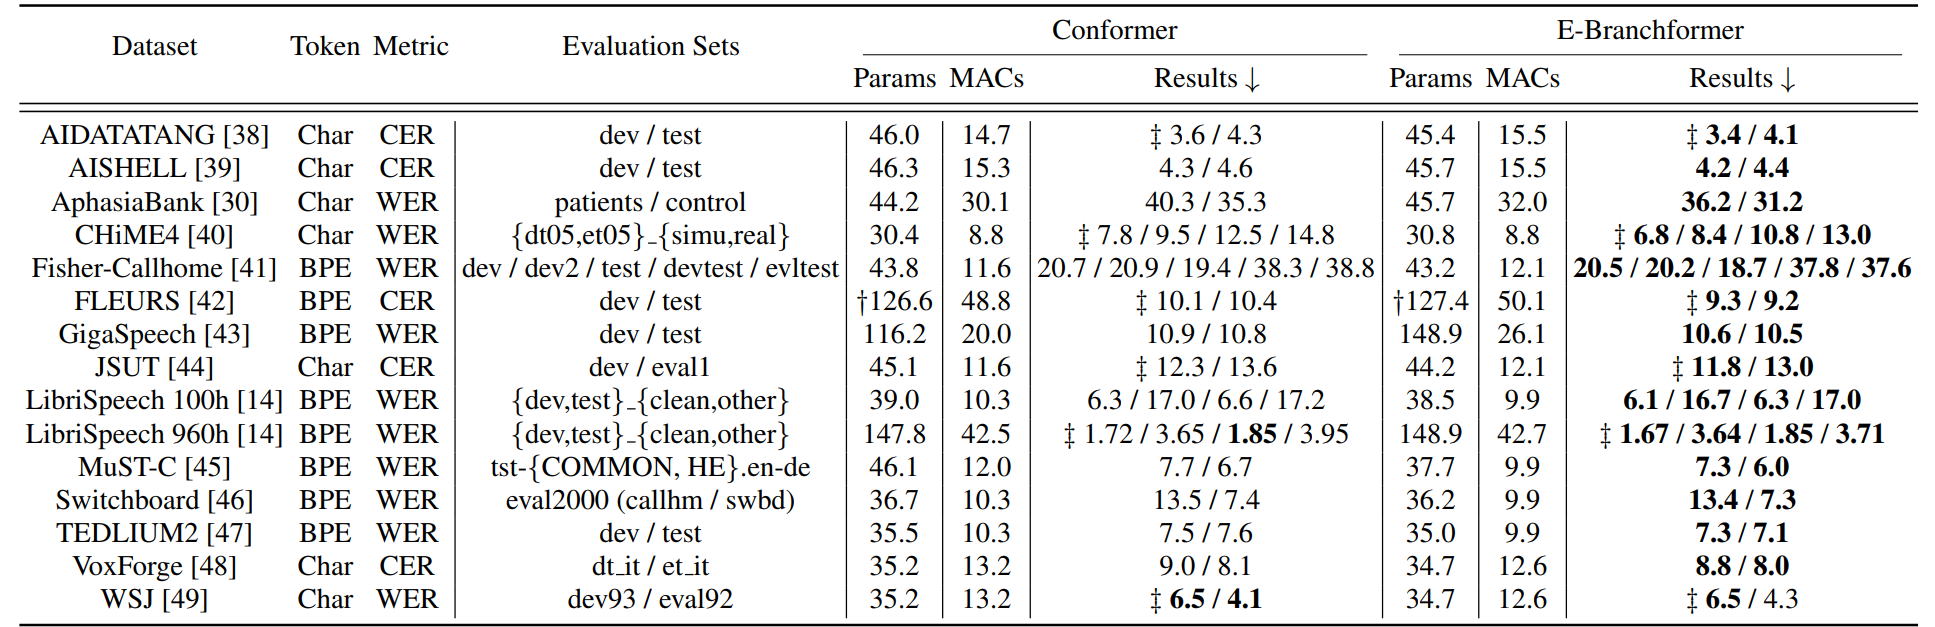 Dataset Token Metric Evaluation Sets Conformer E-Branchformer
Params MACs Results ↓ Params MACs Results ↓
AIDATATANG [38] Char CER dev / test 46.0 14.7 ‡ 3.6 / 4.3 45.4 15.5 ‡ 3.4 / 4.1
AISHELL [39] Char CER dev / test 46.3 15.3 4.3 / 4.6 45.7 15.5 4.2 / 4.4
AphasiaBank [30] Char WER patients / control 44.2 30.1 40.3 / 35.3 45.7 32.0 36.2 / 31.2
CHiME4 [40] Char WER {dt05,et05}_{simu,real} 30.4 8.8 ‡ 7.8 / 9.5 / 12.5 / 14.8 30.8 8.8 ‡ 6.8 / 8.4 / 10.8 / 13.0
Fisher-Callhome [41] BPE WER dev / dev2 / test / devtest / evltest 43.8 11.6 20.7 / 20.9 / 19.4 / 38.3 / 38.8 43.2 12.1 20.5 / 20.2 / 18.7 / 37.8 / 37.6
FLEURS [42] BPE CER dev / test †126.6 48.8 ‡ 10.1 / 10.4 †127.4 50.1 ‡ 9.3 / 9.2
GigaSpeech [43] BPE WER dev / test 116.2 20.0 10.9 / 10.8 148.9 26.1 10.6 / 10.5
JSUT [44] Char CER dev / eval1 45.1 11.6 ‡ 12.3 / 13.6 44.2 12.1 ‡ 11.8 / 13.0
LibriSpeech 100h [14] BPE WER {dev,test}_{clean,other} 39.0 10.3 6.3 / 17.0 / 6.6 / 17.2 38.5 9.9 6.1 / 16.7 / 6.3 / 17.0
LibriSpeech 960h [14] BPE WER {dev,test}_{clean,other} 147.8 42.5 ‡ 1.72 / 3.65 / 1.85 / 3.95 148.9 42.7 ‡ 1.67 / 3.64 / 1.85 / 3.71
MuST-C [45] BPE WER tst-{COMMON, HE}.en-de 46.1 12.0 7.7 / 6.7 37.7 9.9 7.3 / 6.0
Switchboard [46] BPE WER eval2000 (callhm / swbd) 36.7 10.3 13.5 / 7.4 36.2 9.9 13.4 / 7.3
TEDLIUM2 [47] BPE WER dev / test 35.5 10.3 7.5 / 7.6 35.0 9.9 7.3 / 7.1
VoxForge [48] Char CER dt_it / et_it 35.2 13.2 9.0 / 8.1 34.7 12.6 8.8 / 8.0
WSJ [49] Char WER dev93 / eval92 35.2 13.2 ‡ 6.5 / 4.1 34.7 12.6 ‡ 6.5 / 4.3